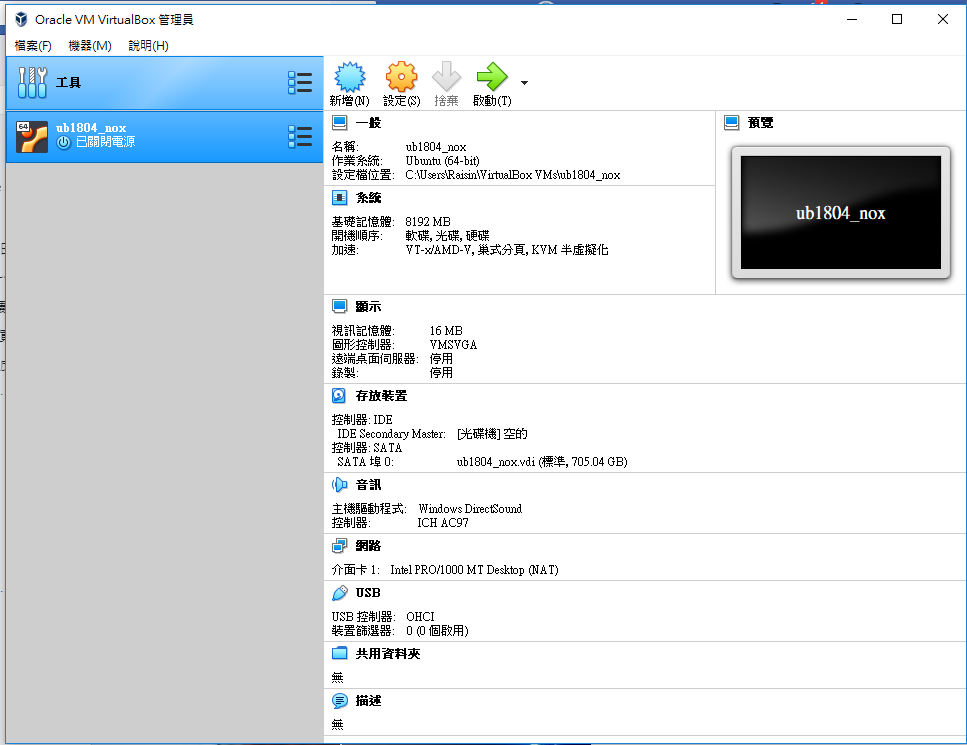 Oracle VM VirtualBox 管理員
檔案(F) 機器(M) 說明(H)
工具
新增(N) 設定(S) 捨棄 啟動(T)
64
ub1804_nox
已關閉電源
一般
名稱: ub1804_nox
作業系統: Ubuntu (64-bit)
設定檔位置: C:\Users\Raisin\VirtualBox VMs\ub1804_nox
預覽
ub1804_nox
系統
基礎記憶體: 8192 MB
開機順序: 軟碟, 光碟, 硬碟
加速: VT-x/AMD-V, 巢式分頁, KVM 半虛擬化
顯示
視訊記憶體: 16 MB
圖形控制器: VMSVGA
遠端桌面伺服器: 停用
錄製: 停用
存放裝置
控制器: IDE
IDE Secondary Master: [光碟機] 空的
控制器: SATA
SATA 埠 0: ub1804_nox.vdi (標準, 705.04 GB)
音訊
主機驅動程式: Windows DirectSound
控制器: ICH AC97
網路
介面卡 1: Intel PRO/1000 MT Desktop (NAT)
USB
USB 控制器: OHCI
裝置篩選器: 0 (0 個啟用)
共用資料夾
無
描述
無